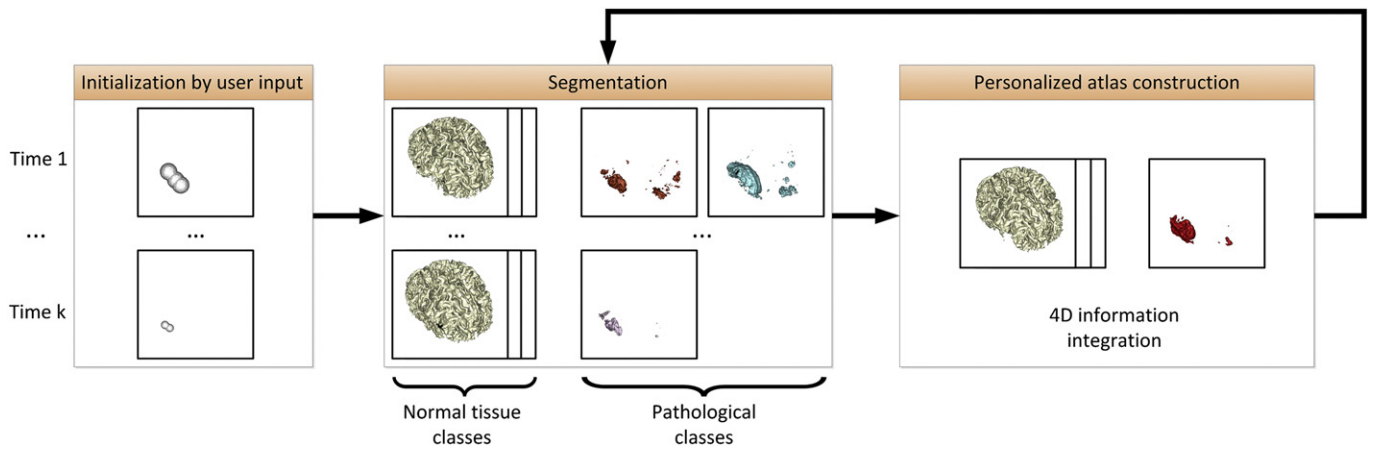 Initialization by user input
Segmentation
Personalized atlas construction
Time 1
... ... ... ...
Time k
4D information
integration
Normal tissue
classes
Pathological
classes